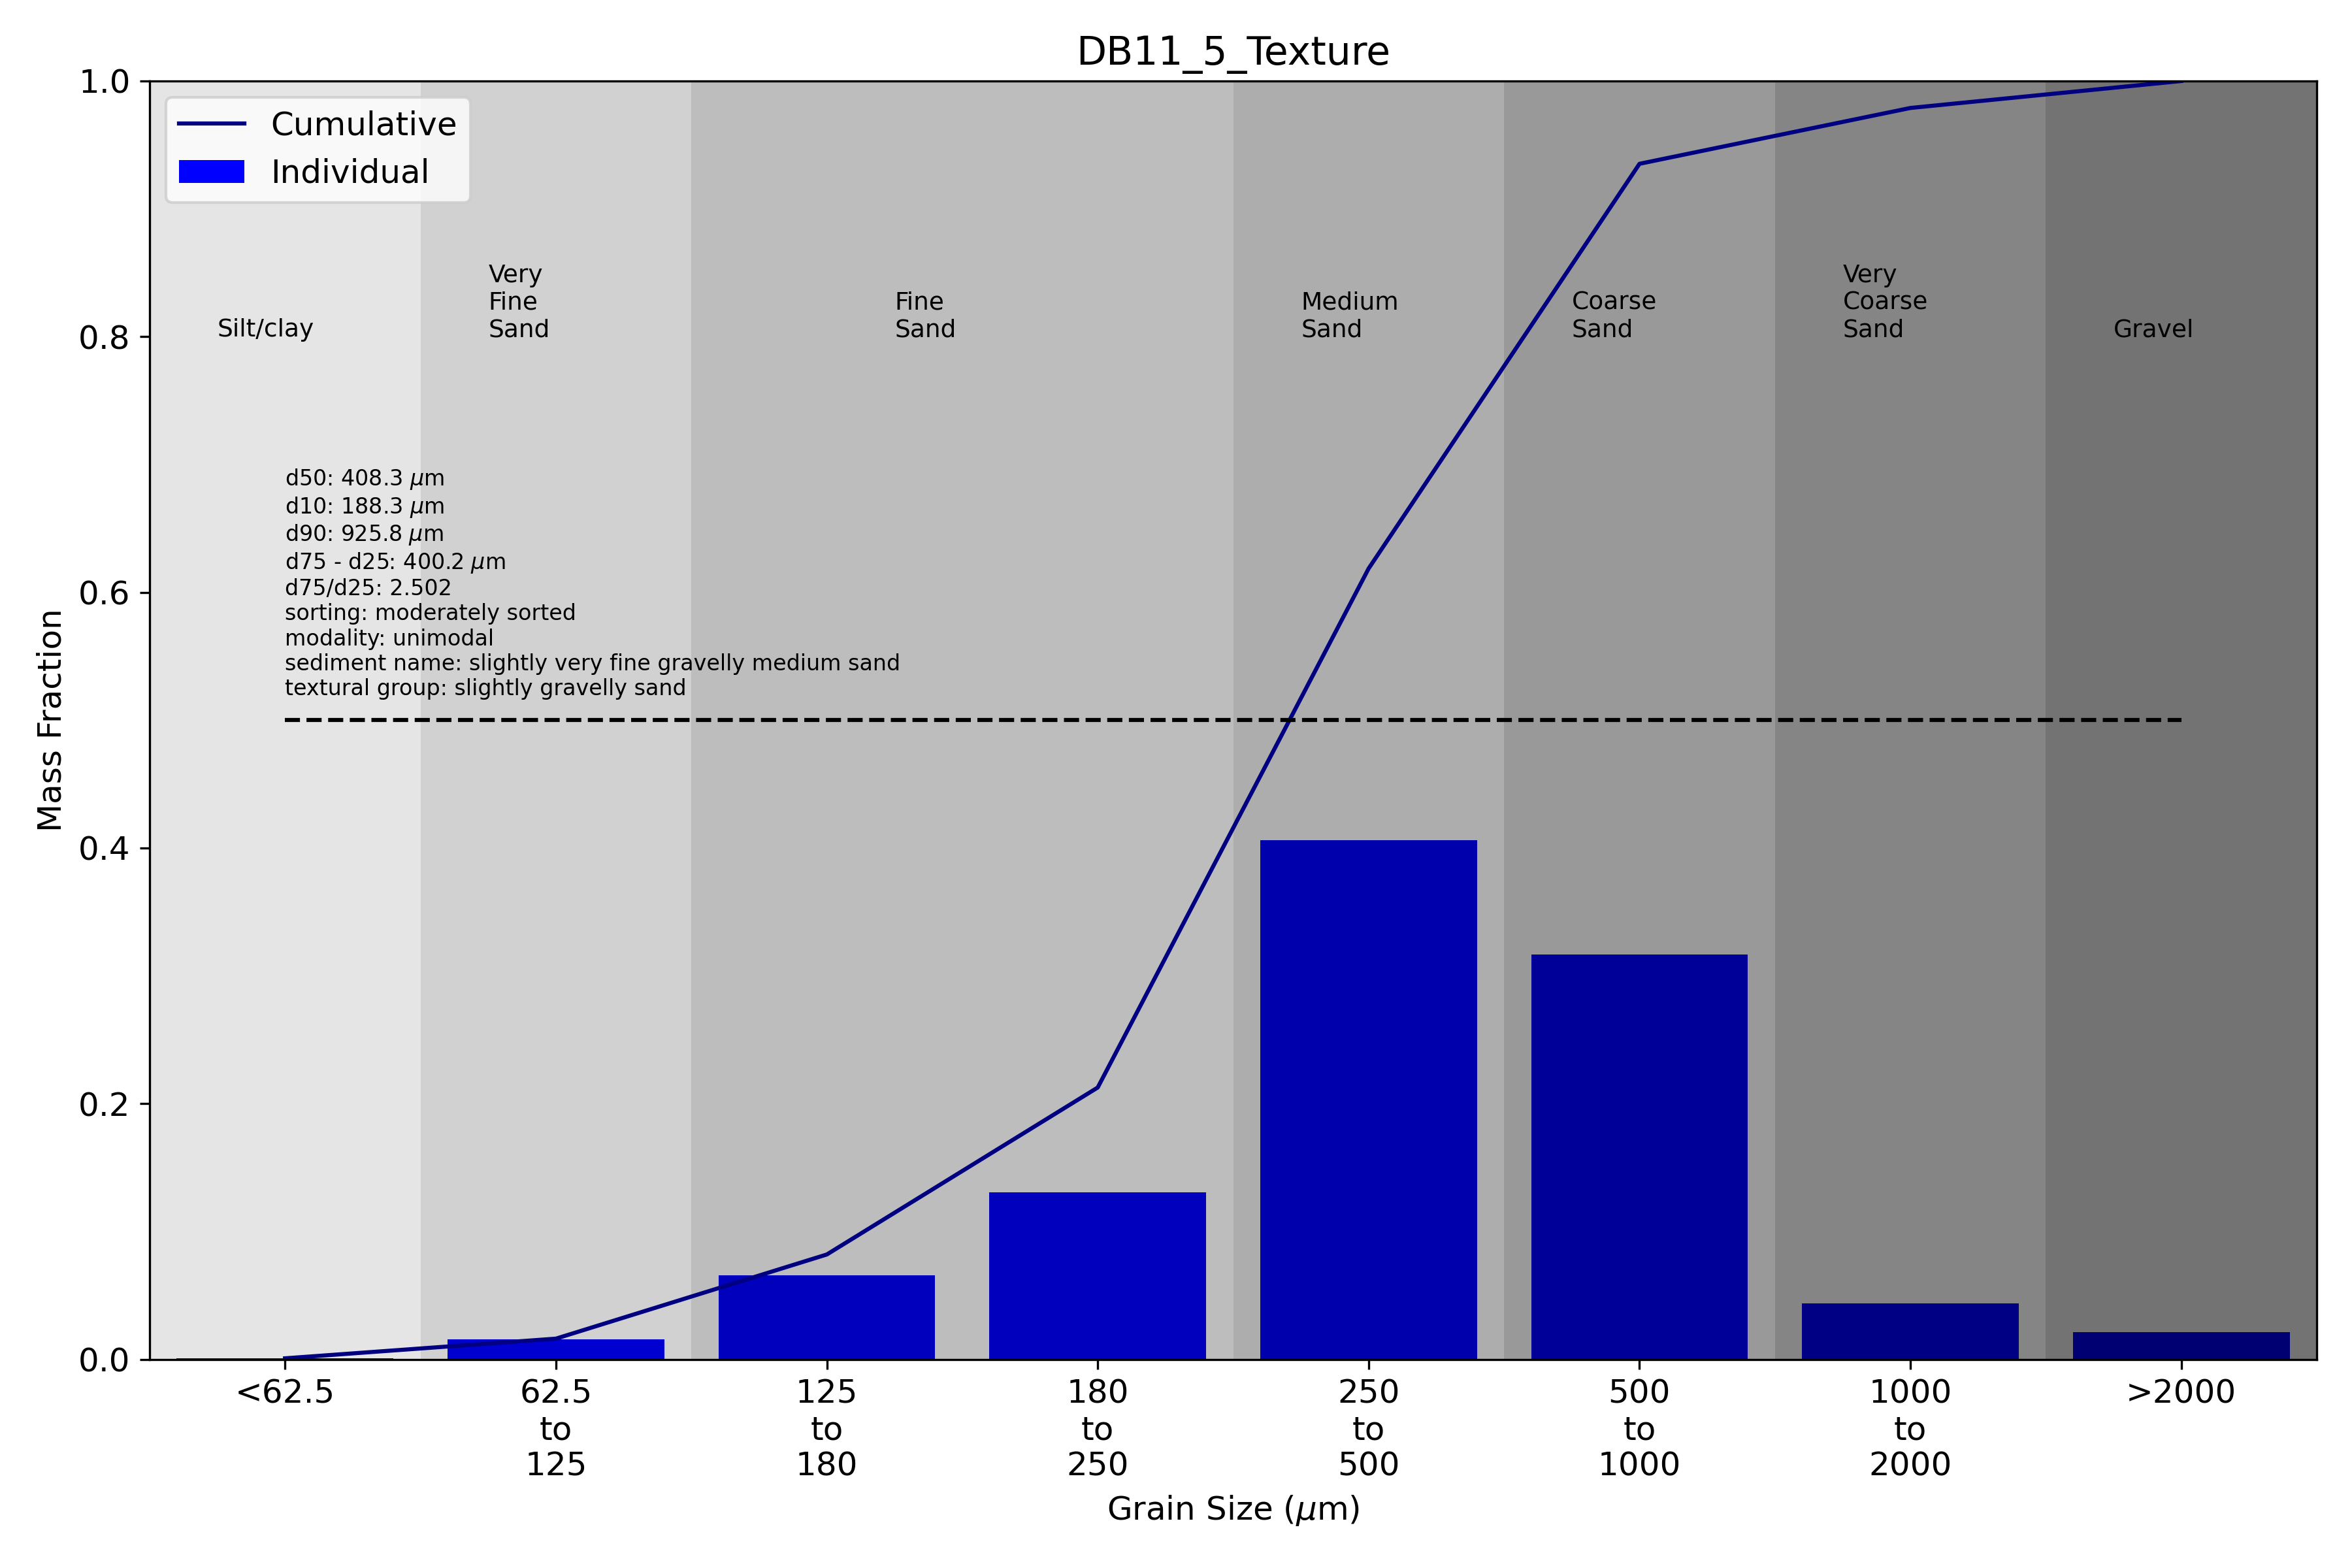 DB11_5_Texture
1.0
0.8
0.6
0.4
0.2
0.0
Mass Fraction
Cumulative
Individual
Silt/clay
Very
Fine
Sand
Fine
Sand
Medium
Sand
Coarse
Sand
Very
Coarse
Sand
Gravel
d50: 408.3 μm
d10: 188.3 μm
d90: 925.8 μm
d75 - d25: 400.2 μm
d75/d25: 2.502
sorting: moderately sorted
modality: unimodal
sediment name: slightly very fine gravelly medium sand
textural group: slightly gravelly sand
<62.5
62.5
to
125
125
to
180
180
to
250
250
to
500
500
to
1000
1000
to
2000
>2000
Grain Size (μm)